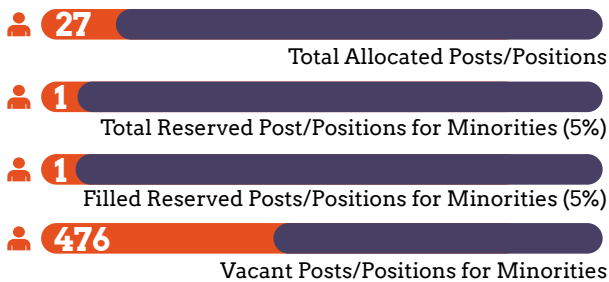 27
Total Allocated Posts/Positions
1
Total Reserved Post/Positions for Minorities (5%)
1
Filled Reserved Posts/Positions for Minorities (5%)
476
Vacant Posts/Positions for Minorities